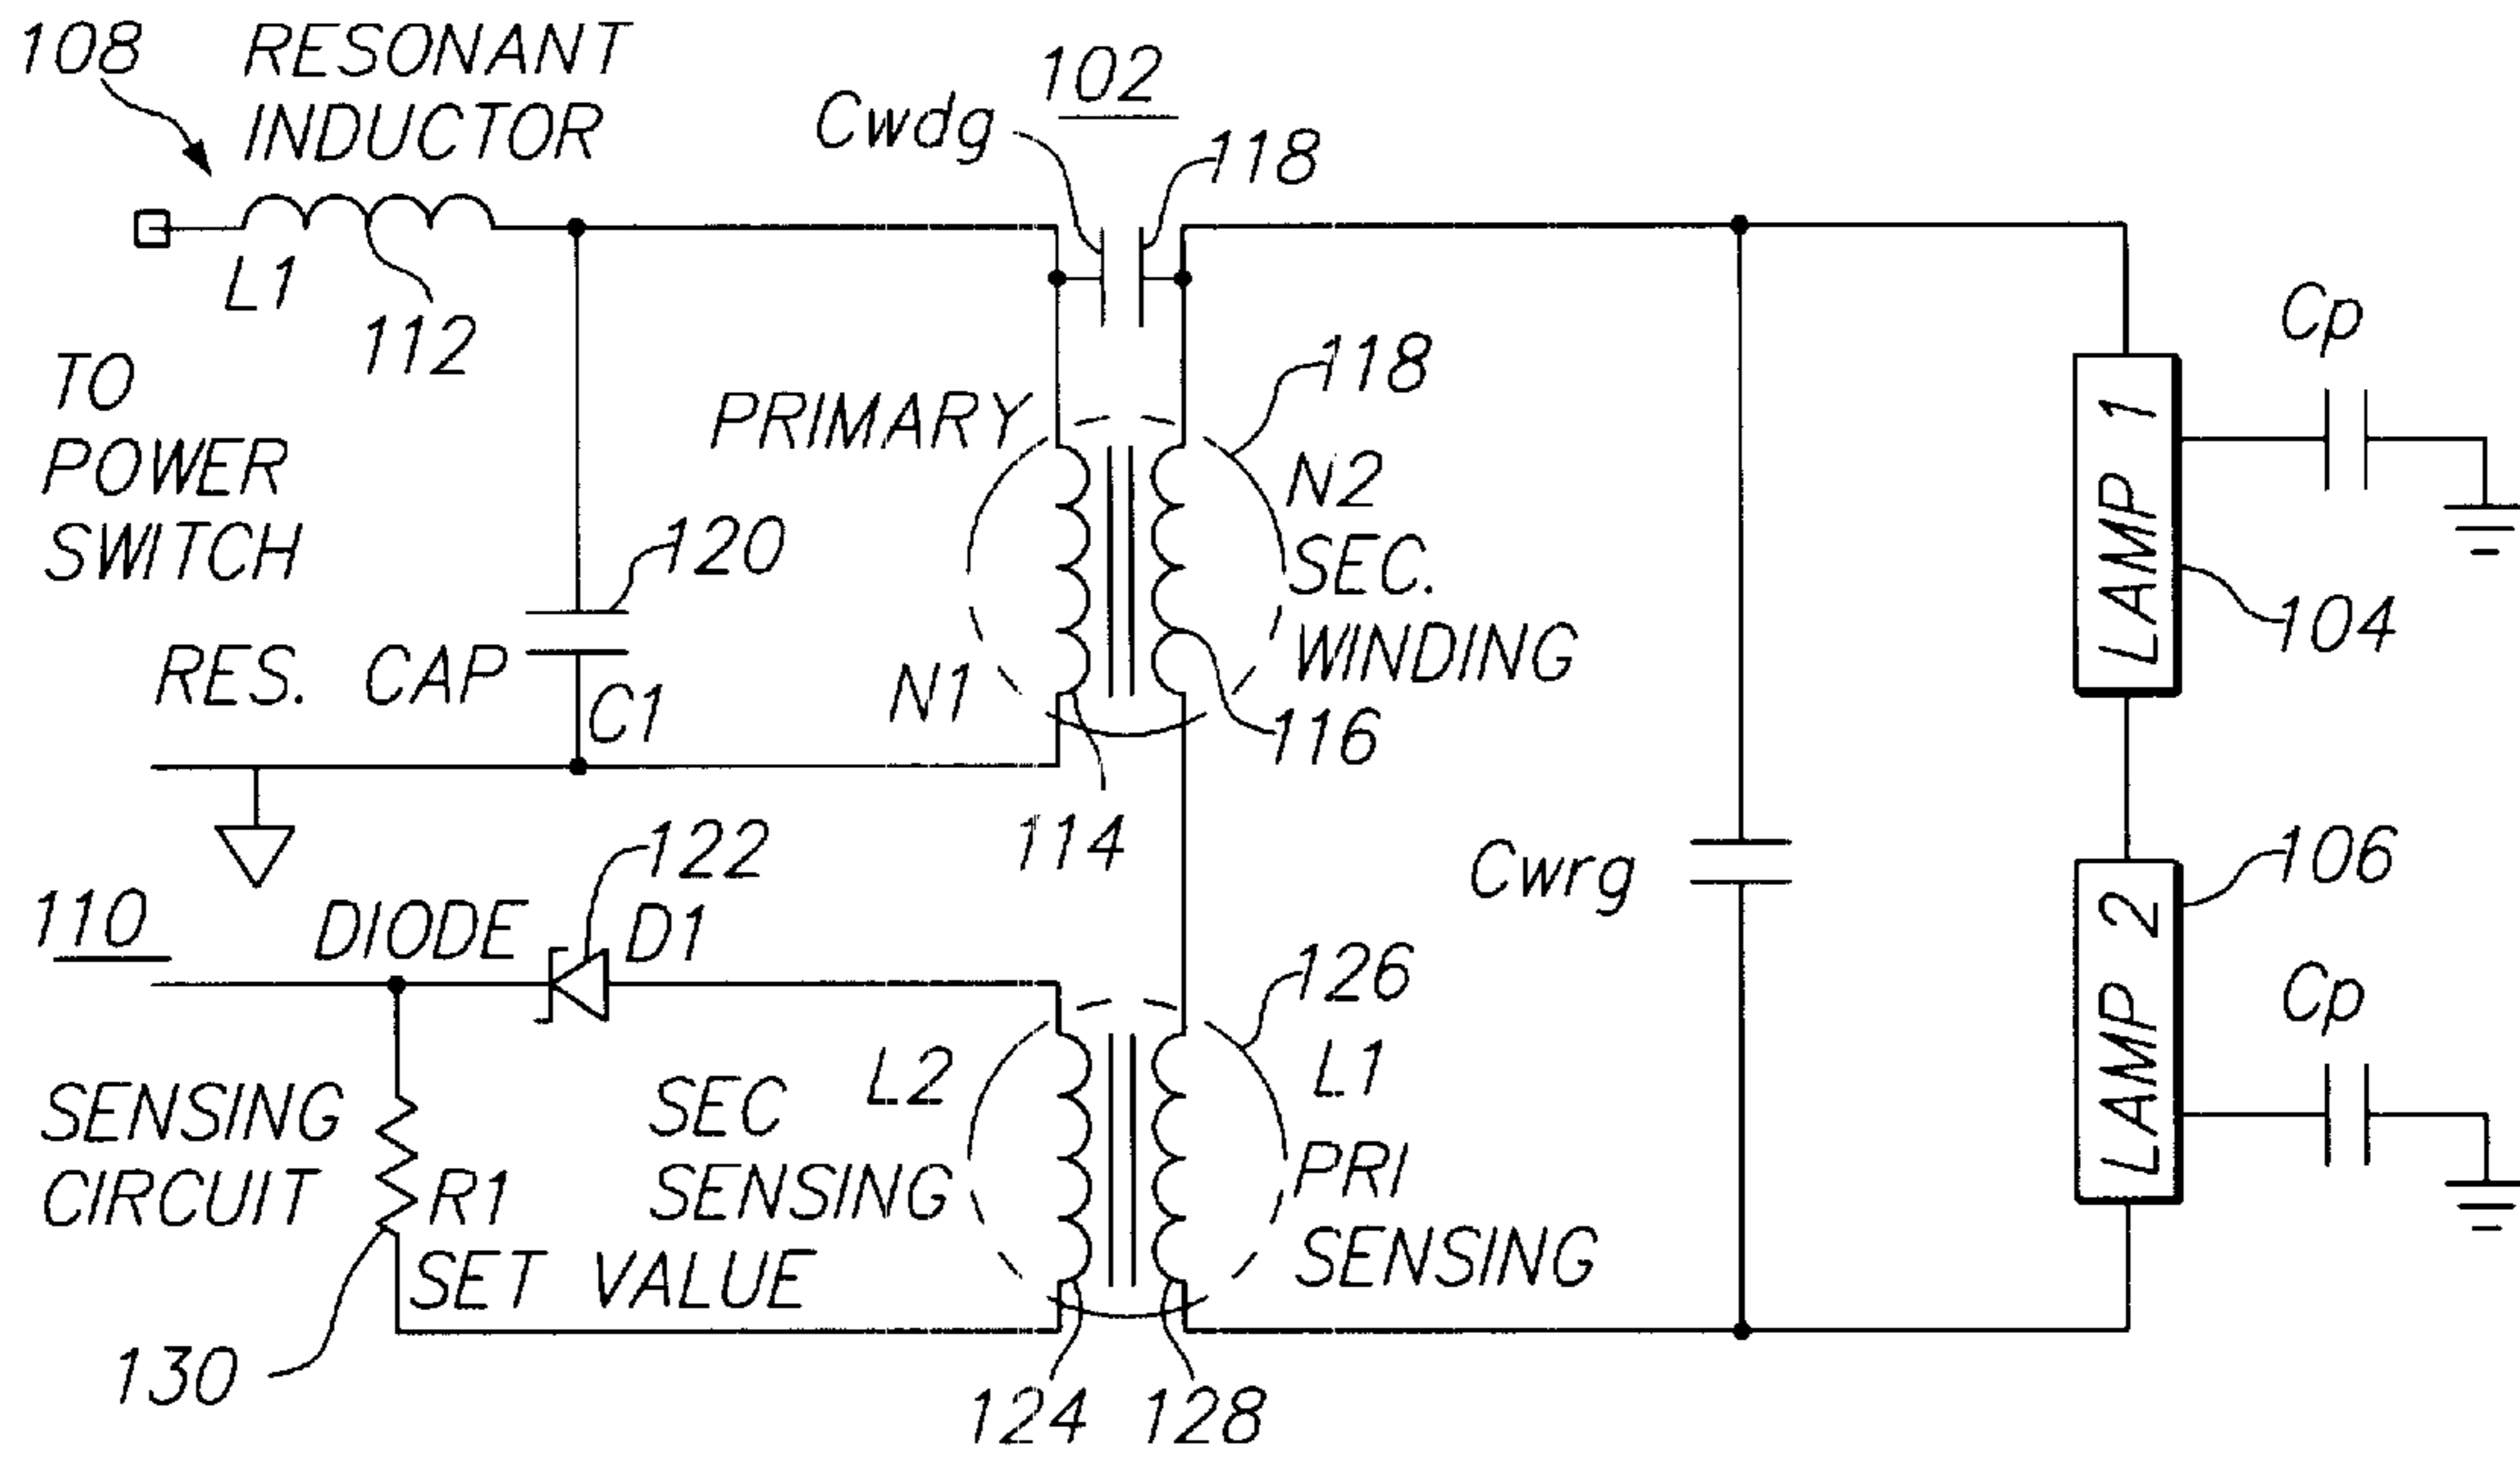 108
RESONANT
INDUCTOR
102
Cwdg
118
L1
112
TO
POWER
SWITCH
PRIMARY
118
N2
SEC.
WINDING
120
RES. CAP
C1
N1
116
114
Cp
LAMP 1
104
110
DIODE
122
D1
Cwrg
106
LAMP 2
Cp
126
L1
PRI
SENSING
L2
SEC
SENSING
SENSING
CIRCUIT
R1
SET VALUE
130
124
128